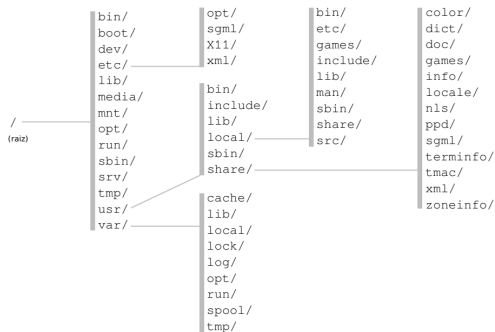 /
(raiz)
bin/
boot/
dev/
etc/
lib/
media/
mnt/
opt/
run/
sbin/
srv/
tmp/
usr/
var/
opt/
sgml/
X11/
xml/
bin/
include/
lib/
local/
sbin/
share/
cache/
lib/
local/
lock/
log/
opt/
run/
spool/
tmp/
bin/
etc/
games/
include/
lib/
man/
sbin/
share/
src/
color/
dict/
doc/
games/
info/
locale/
nls/
ppd/
sgml/
terminfo/
tmac/
xml/
zoneinfo/